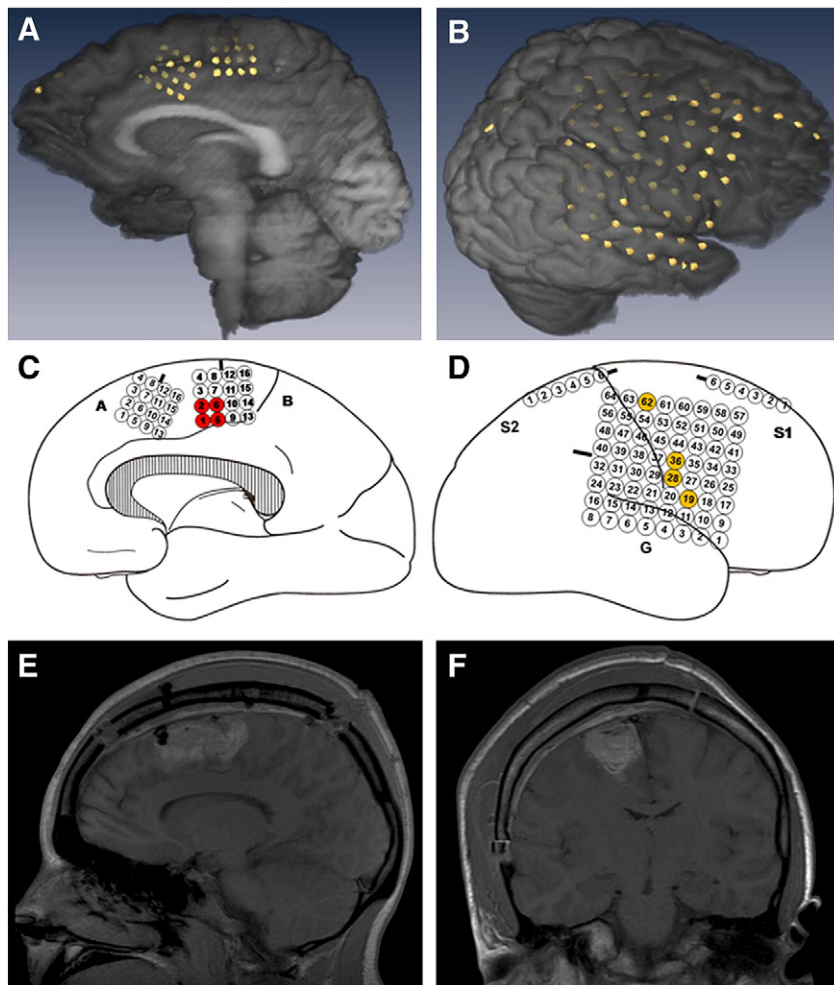 A
B
C
4 8 12 16
3 7 11 15
2 6 10 14
1 5 9 13
A
4 8 12 16
3 7 11 15
2 6 10 14
1 5 9 13
B
D
1 2 3 4 5 6
S2
6 5 4 3 2 1
S1
64 63 62 61 60 59 58 57
56 55 54 53 52 51 50 49
48 47 46 45 44 43 42 41
40 39 38 37 36 35 34 33
32 31 30 29 28 27 26 25
24 23 22 21 20 19 18 17
16 15 14 13 12 11 10 9
8 7 6 5 4 3 2 1
G
E
F